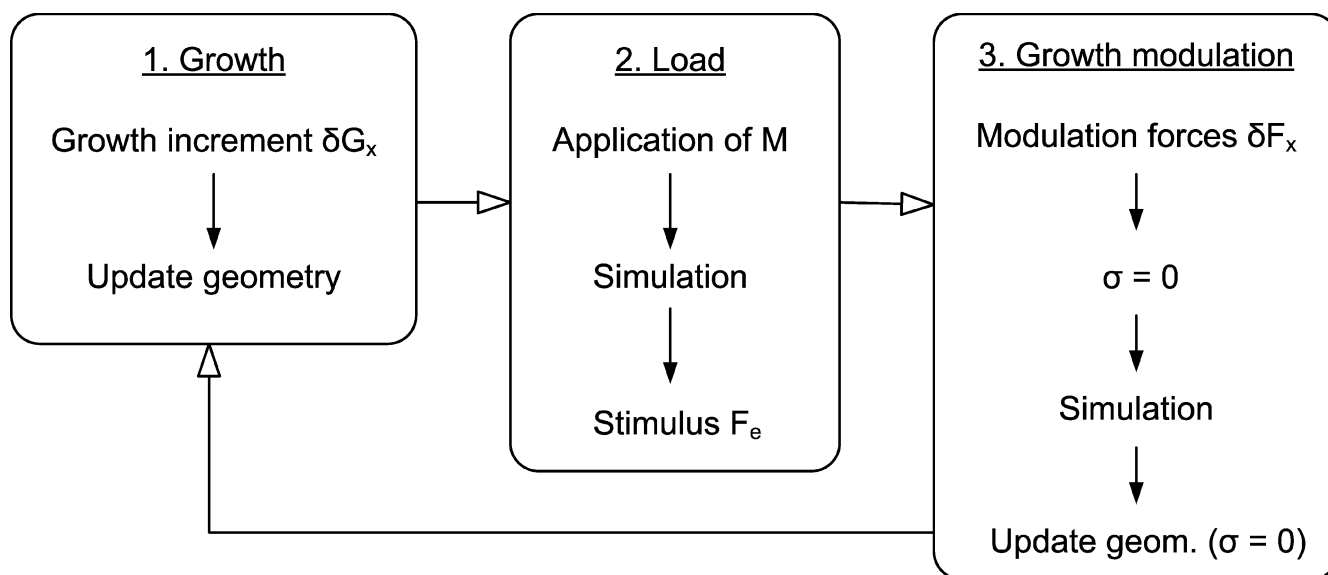 1. Growth
Growth increment δGₓ
Update geometry
2. Load
Application of M
Simulation
Stimulus Fₑ
3. Growth modulation
Modulation forces δFₓ
σ = 0
Simulation
Update geom. (σ = 0)